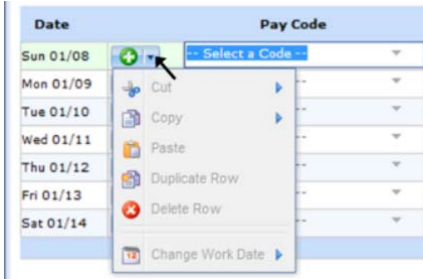 Date Pay Code
Sun 01/08 -- Select a Code --
Mon 01/09 Cut --
Tue 01/10 Copy --
Wed 01/11 Paste --
Thu 01/12 Duplicate Row --
Fri 01/13 Delete Row --
Sat 01/14 --
12 Change Work Date